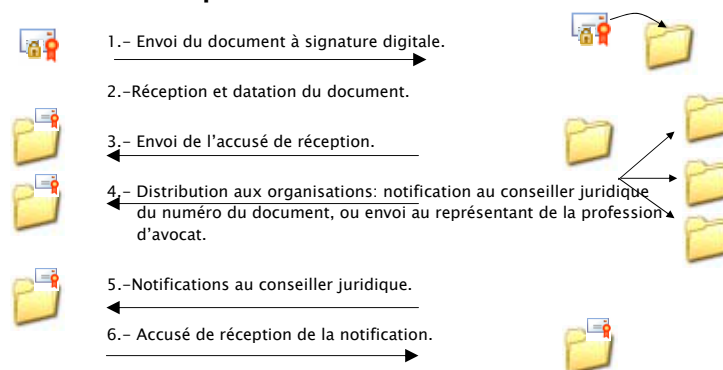 1.- Envoi du document à signature digitale.
2.-Réception et datation du document.
3.- Envoi de l'accusé de réception.
4.- Distribution aux organisations: notification au conseiller juridique
du numéro du document, ou envoi au représentant de la profession
d'avocat.
5.-Notifications au conseiller juridique.
6.- Accusé de réception de la notification.